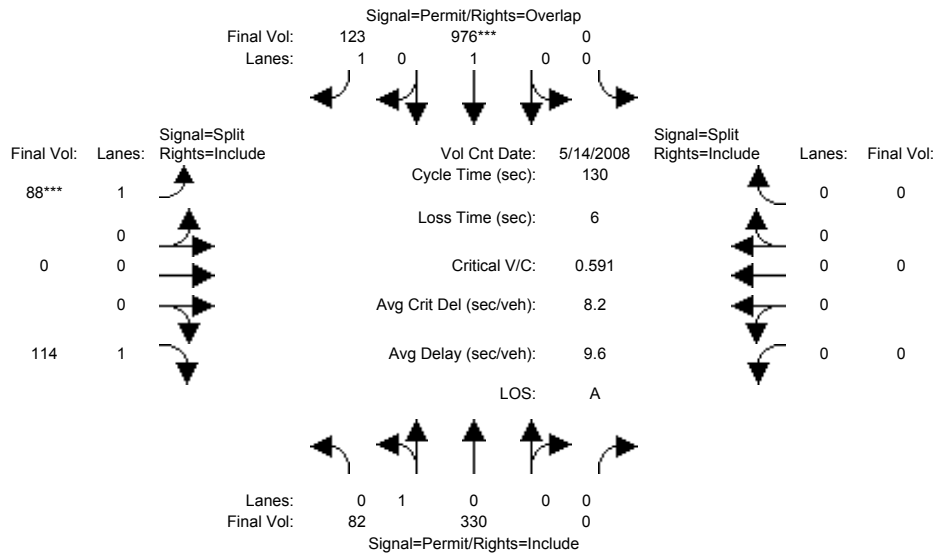 Signal=Permit/Rights=Overlap
Final Vol: 123 976*** 0
Lanes: 1 0 1 0 0
Signal=Split
Final Vol: Lanes: Rights=Include
Vol Cnt Date: 5/14/2008
Signal=Split
Rights=Include Lanes: Final Vol:
Cycle Time (sec): 130
88*** 1
0 0
Loss Time (sec): 6
0
0
0 0
Critical V/C: 0.591
0 0
0
Avg Crit Del (sec/veh): 8.2
0
114 1
Avg Delay (sec/veh): 9.6
0 0
LOS: A
Lanes: 0 1 0 0 0
Final Vol: 82 330 0
Signal=Permit/Rights=Include